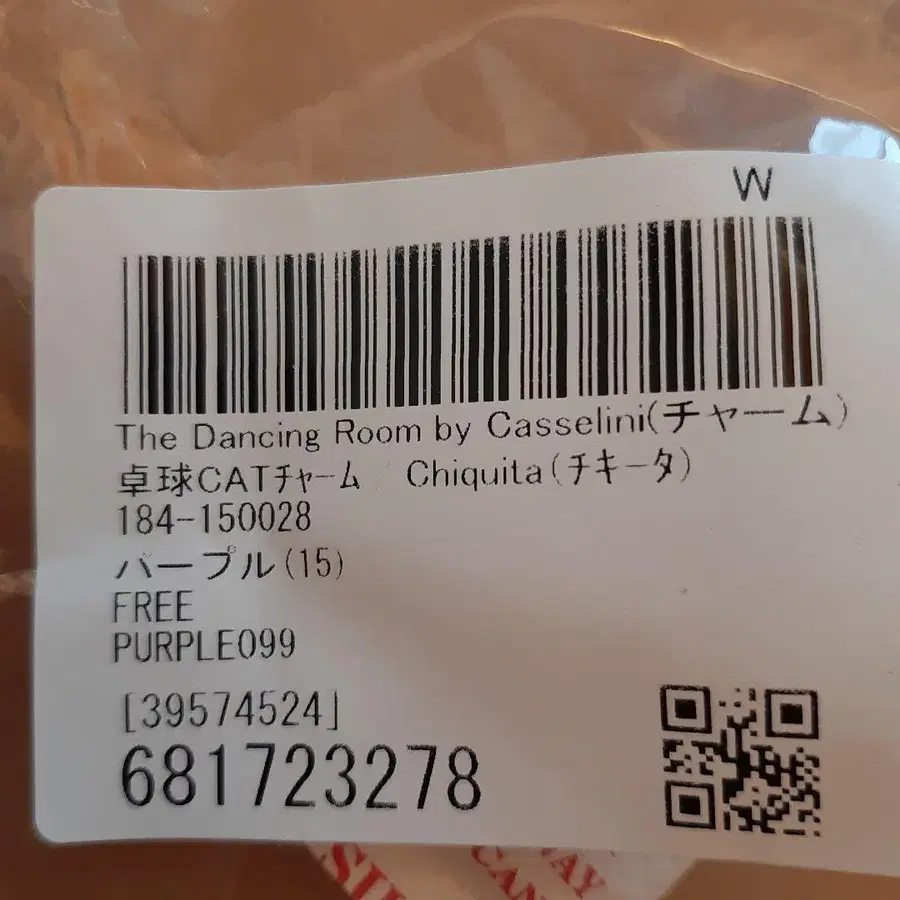 W
The Dancing Room by Casselini(チャーム)
卓球CATﾁｬｰﾑ Chiquita(チキータ)
184-150028
パープル(15)
FREE
PURPLE099
[39574524]
681723278